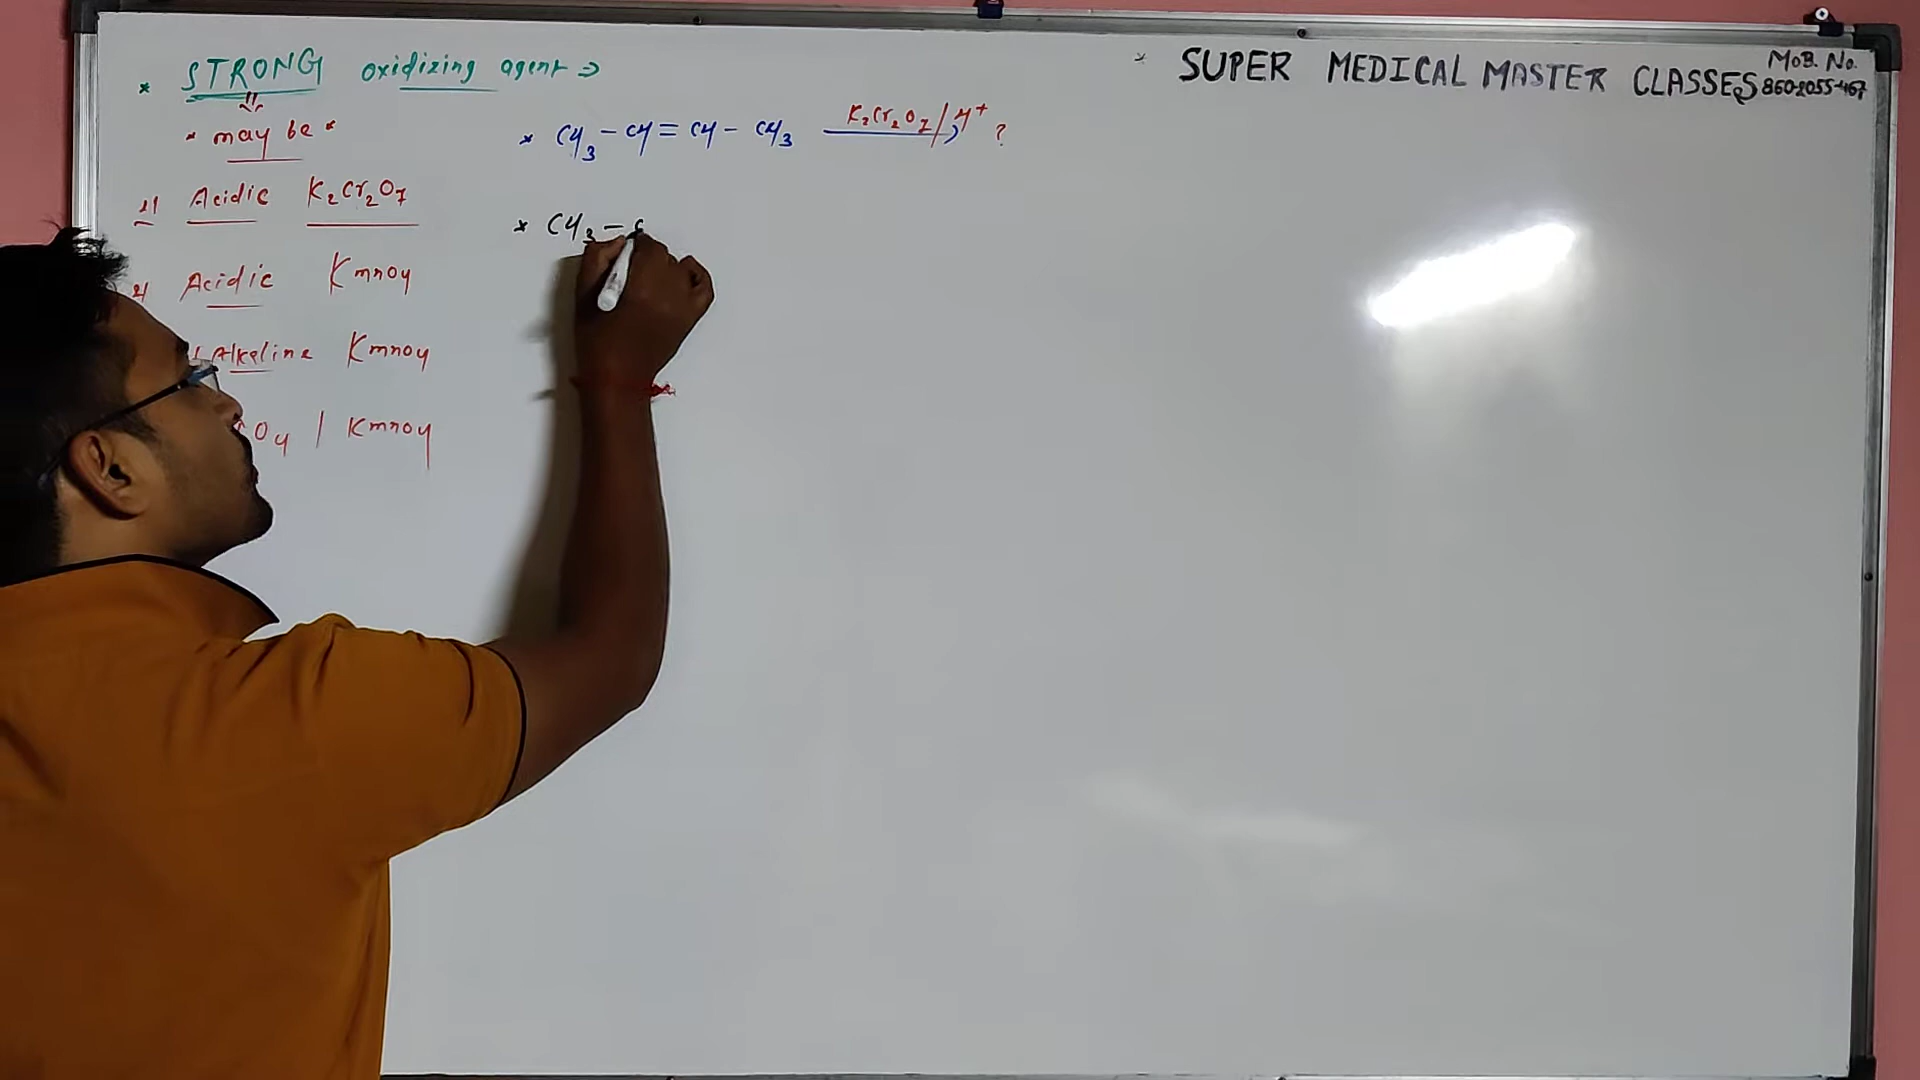 * STRONG oxidizing agent ⇒
* may be *
1) Acidic K₂Cr₂O₇
2) Acidic KmnO4
Alkaline KmnO4
O4 / KmnO4
* CH₃ - CH = CH - CH₃ K₂Cr₂O₇/H⁺ ?
* CH₃ - C
* SUPER MEDICAL MASTER CLASSES
MOB. No.
860-2055-467